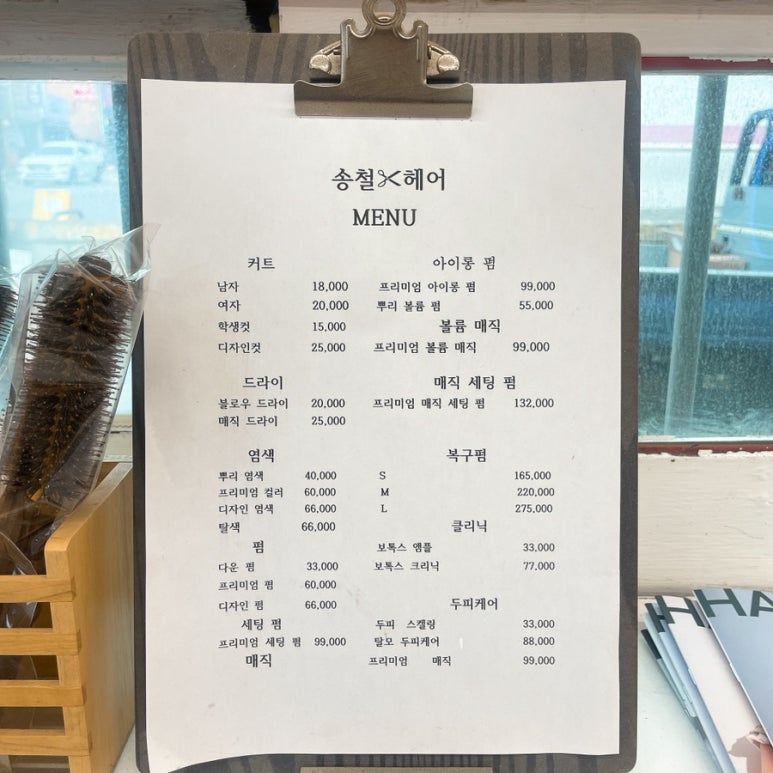 송철 헤어
MENU
커트
남자 18,000
여자 20,000
학생컷 15,000
디자인컷 25,000
드라이
블로우 드라이 20,000
매직 드라이 25,000
염색
뿌리 염색 40,000
프리미엄 컬러 60,000
디자인 염색 66,000
탈색 66,000
펌
다운 펌 33,000
프리미엄 펌 60,000
디자인 펌 66,000
세팅 펌
프리미엄 세팅 펌 99,000
매직
프리미엄 매직 99,000
아이롱 펌
프리미엄 아이롱 펌 99,000
뿌리 볼륨 펌 55,000
볼륨 매직
프리미엄 볼륨 매직 99,000
매직 세팅 펌
프리미엄 매직 세팅 펌 132,000
복구펌
S 165,000
M 220,000
L 275,000
클리닉
보톡스 앰플 33,000
보톡스 크리닉 77,000
두피케어
두피 스켈링 33,000
탈모 두피케어 88,000
HA